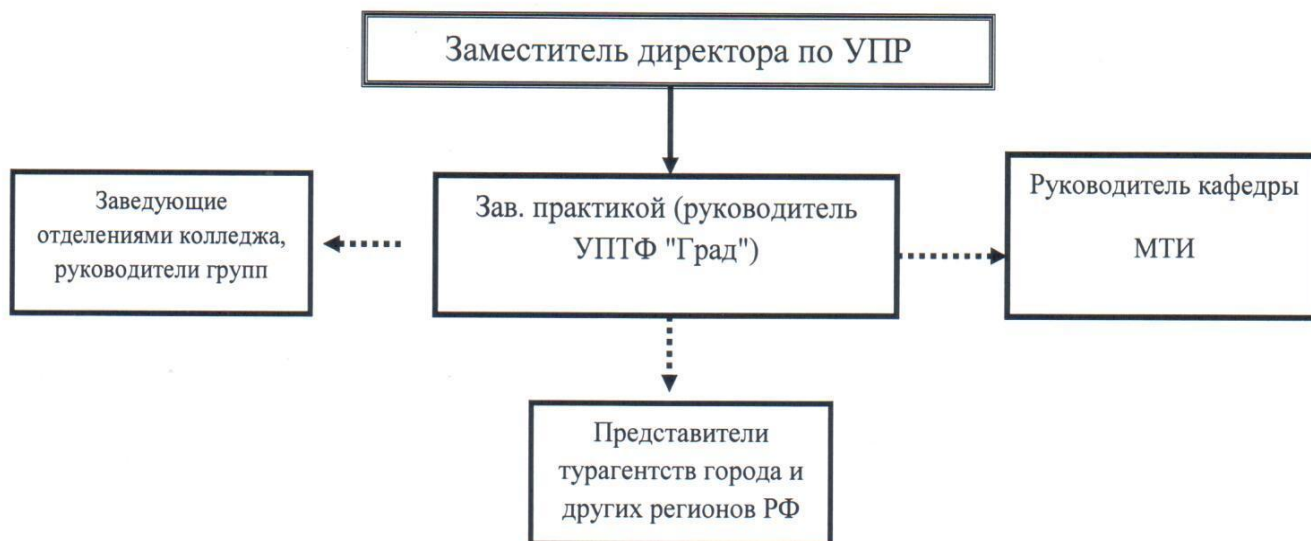 Заместитель директора по УПР
Заведующие
отделениями колледжа,
руководители групп
Зав. практикой (руководитель
УПТФ "Град")
Руководитель кафедры
МТИ
Представители
турагентств города и
других регионов РФ